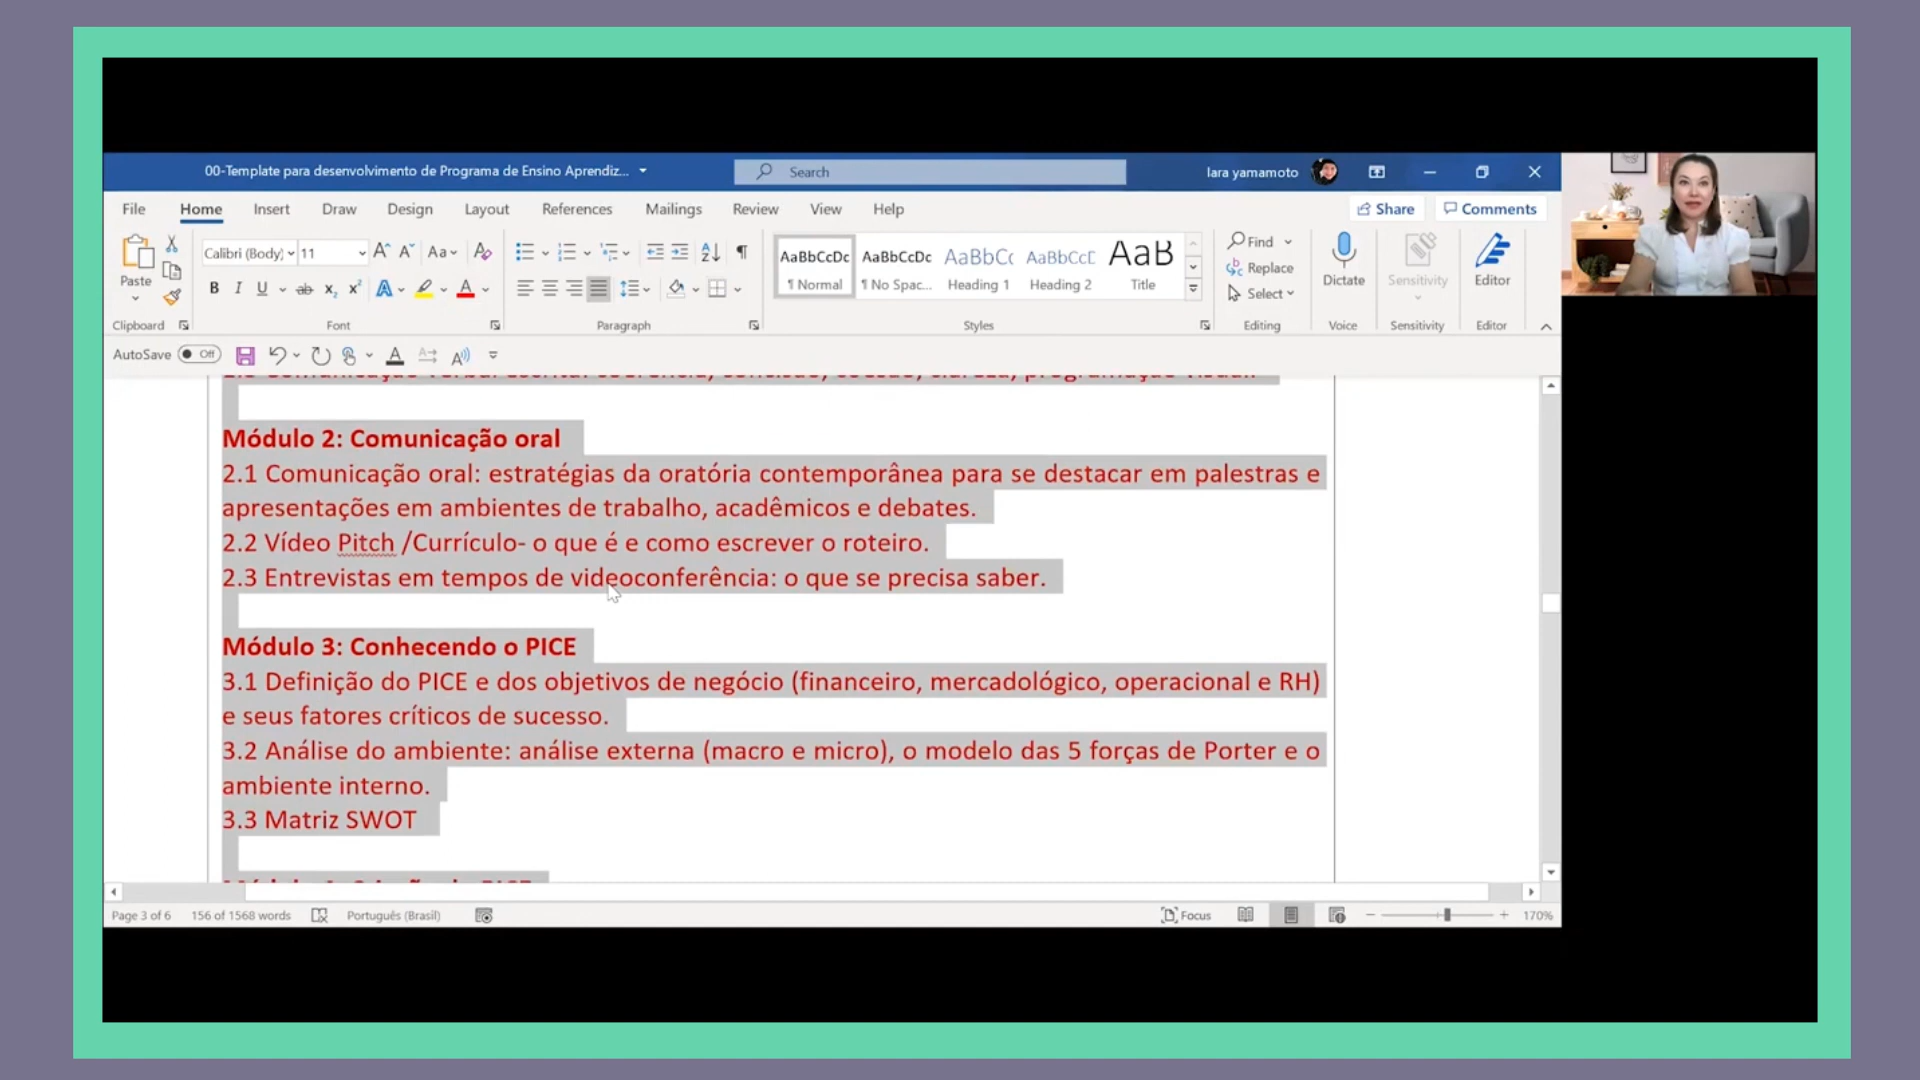 00-Template para desenvolvimento de Programa de Ensino Aprendiz...
Search
lara yamamoto
File Home Insert Draw Design Layout References Mailings Review View Help
Share
Comments
Paste
Calibri (Body) 11
AaBbCcDc AaBbCcDc AaBbCc AaBbCcD AaB
¶ Normal ¶ No Spac... Heading 1 Heading 2 Title
Find
Replace
Select
Dictate Sensitivity Editor
Clipboard Font Paragraph Styles Editing Voice Sensitivity Editor
AutoSave Off
Módulo 2: Comunicação oral
2.1 Comunicação oral: estratégias da oratória contemporânea para se destacar em palestras e
apresentações em ambientes de trabalho, acadêmicos e debates.
2.2 Vídeo Pitch /Currículo- o que é e como escrever o roteiro.
2.3 Entrevistas em tempos de videoconferência: o que se precisa saber.
Módulo 3: Conhecendo o PICE
3.1 Definição do PICE e dos objetivos de negócio (financeiro, mercadológico, operacional e RH)
e seus fatores críticos de sucesso.
3.2 Análise do ambiente: análise externa (macro e micro), o modelo das 5 forças de Porter e o
ambiente interno.
3.3 Matriz SWOT
Page 3 of 6 156 of 1568 words Português (Brasil) Focus 170%